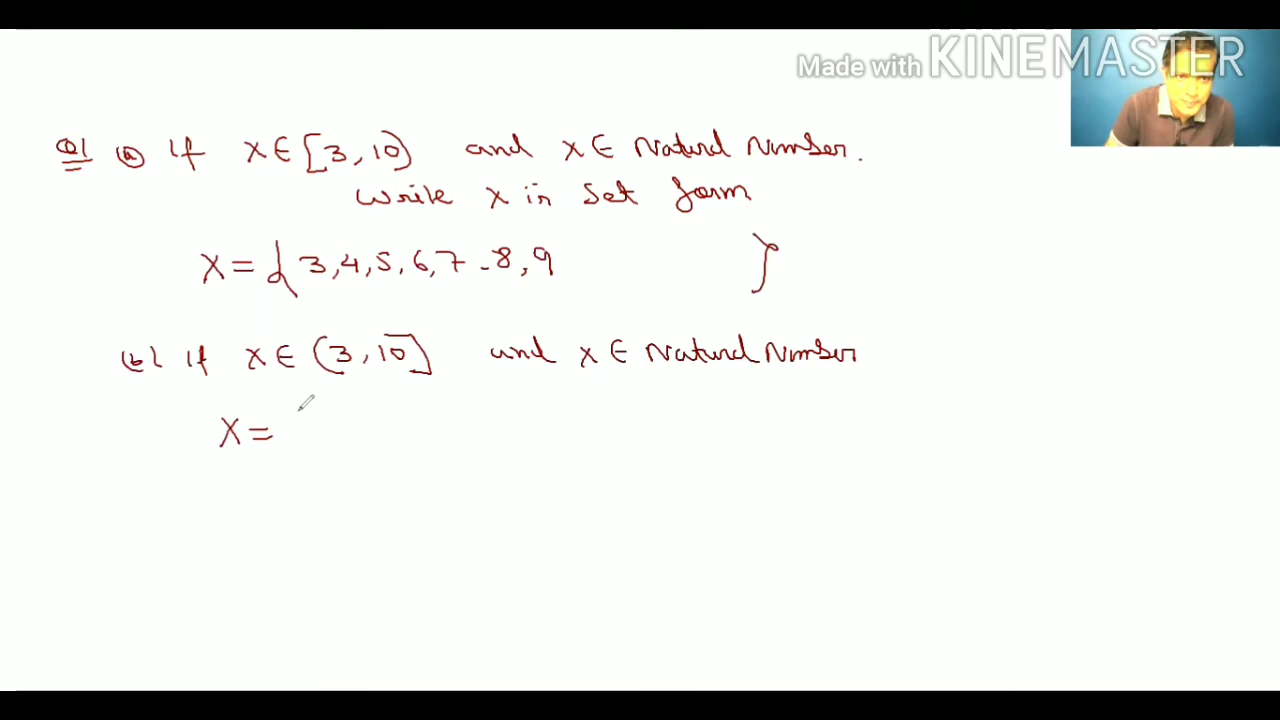 Made with KINEMASTER
Q1 (a) If x ∈ [3, 10) and x ∈ Natural Number.
Write x in Set form
X = { 3, 4, 5, 6, 7 - 8, 9 }
(b) If x ∈ (3, 10] and x ∈ Natural Number
X =